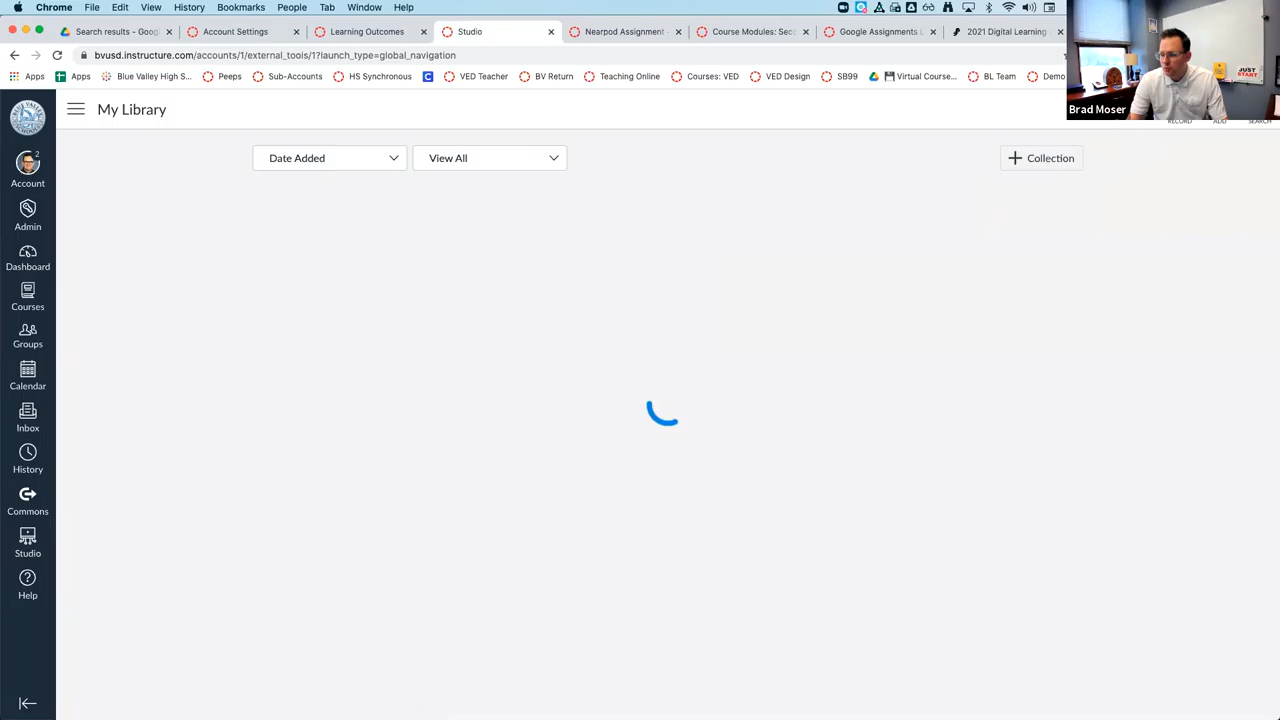 Chrome File Edit View History Bookmarks People Tab Window Help
Search results - Goog Account Settings Learning Outcomes Studio Nearpod Assignment Course Modules: Sec Google Assignments L 2021 Digital Learning
bvusd.instructure.com/accounts/1/external_tools/1?launch_type=global_navigation
Apps Apps Blue Valley High S... Peeps Sub-Accounts HS Synchronous VED Teacher BV Return Teaching Online Courses: VED VED Design SB99 Virtual Course... BL Team Demo
JUST
START
Brad Moser
RECORD ADD SEARCH
My Library
Date Added View All Collection
2
Account
Admin
Dashboard
Courses
Groups
Calendar
Inbox
History
Commons
Studio
Help